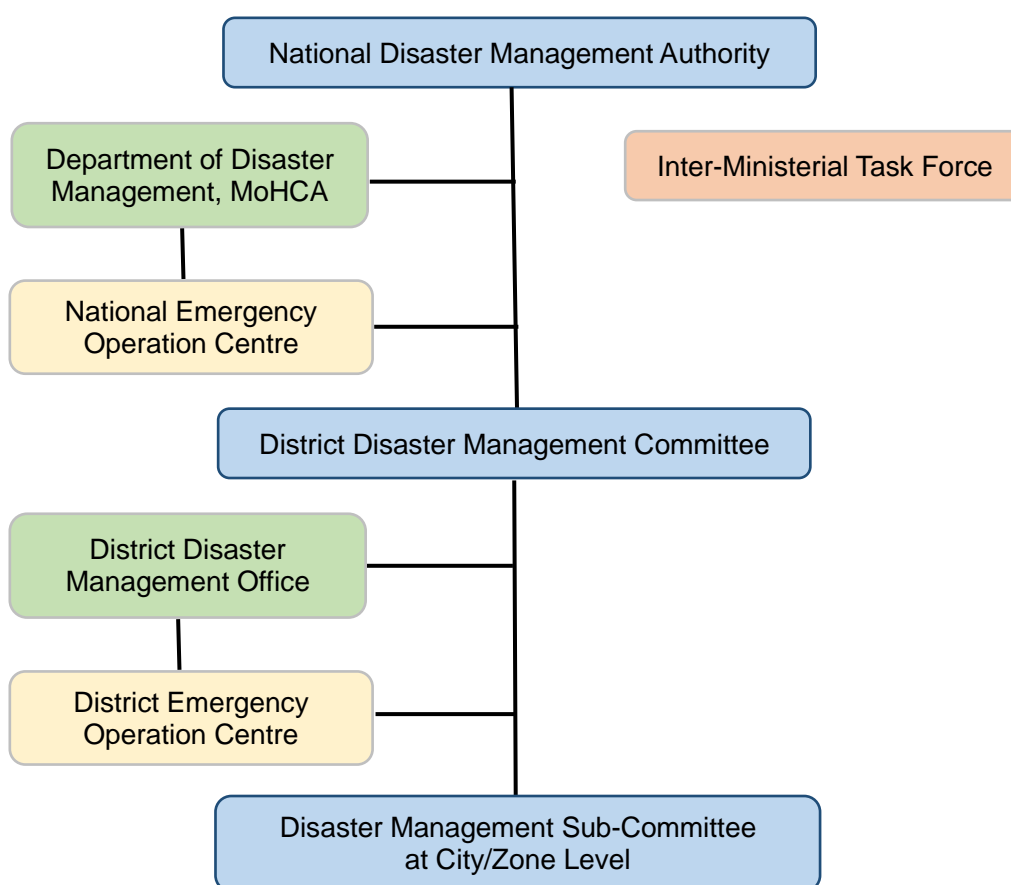 National Disaster Management Authority
Department of Disaster
Management, MoHCA
Inter-Ministerial Task Force
National Emergency
Operation Centre
District Disaster Management Committee
District Disaster
Management Office
District Emergency
Operation Centre
Disaster Management Sub-Committee
at City/Zone Level